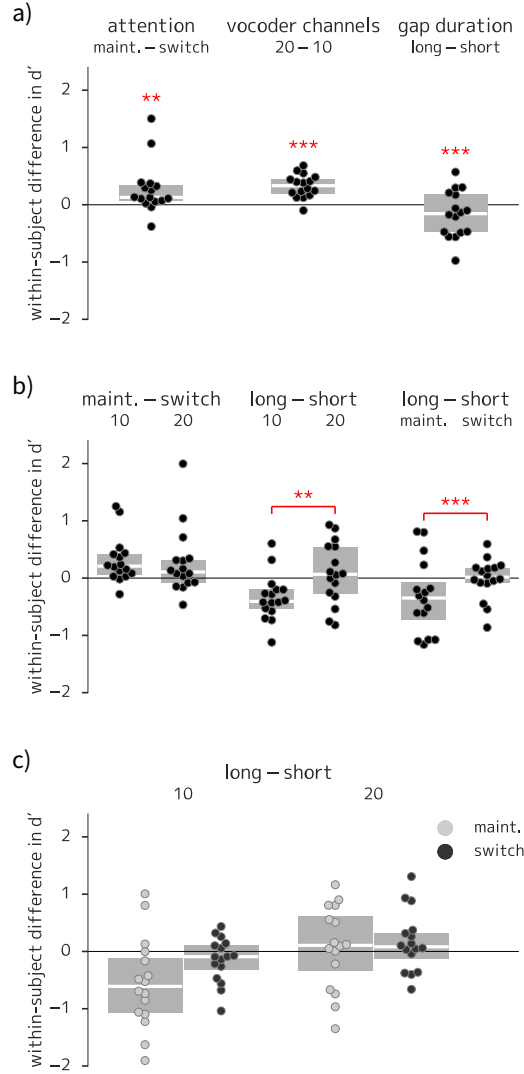 a)
attention vocoder channels gap duration
maint. – switch 20 – 10 long – short
within-subject difference in d′
2
1
0
−1
−2
**
***
***
b)
maint. – switch long – short long – short
10 20 10 20 maint. switch
within-subject difference in d′
2
1
0
−1
−2
**
***
c)
long – short
10 20
within-subject difference in d′
2
1
0
−1
−2
maint.
switch